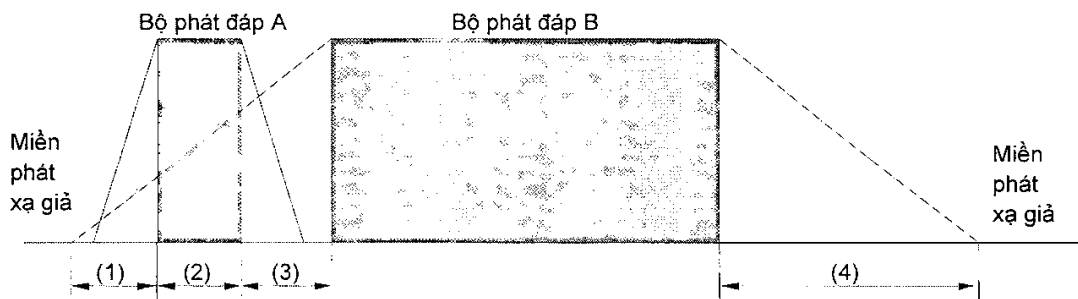 Bộ phát đáp A
Bộ phát đáp B
Miền
phát
xạ giả
Miền
phát
xạ giả
(1)
(2)
(3)
(4)